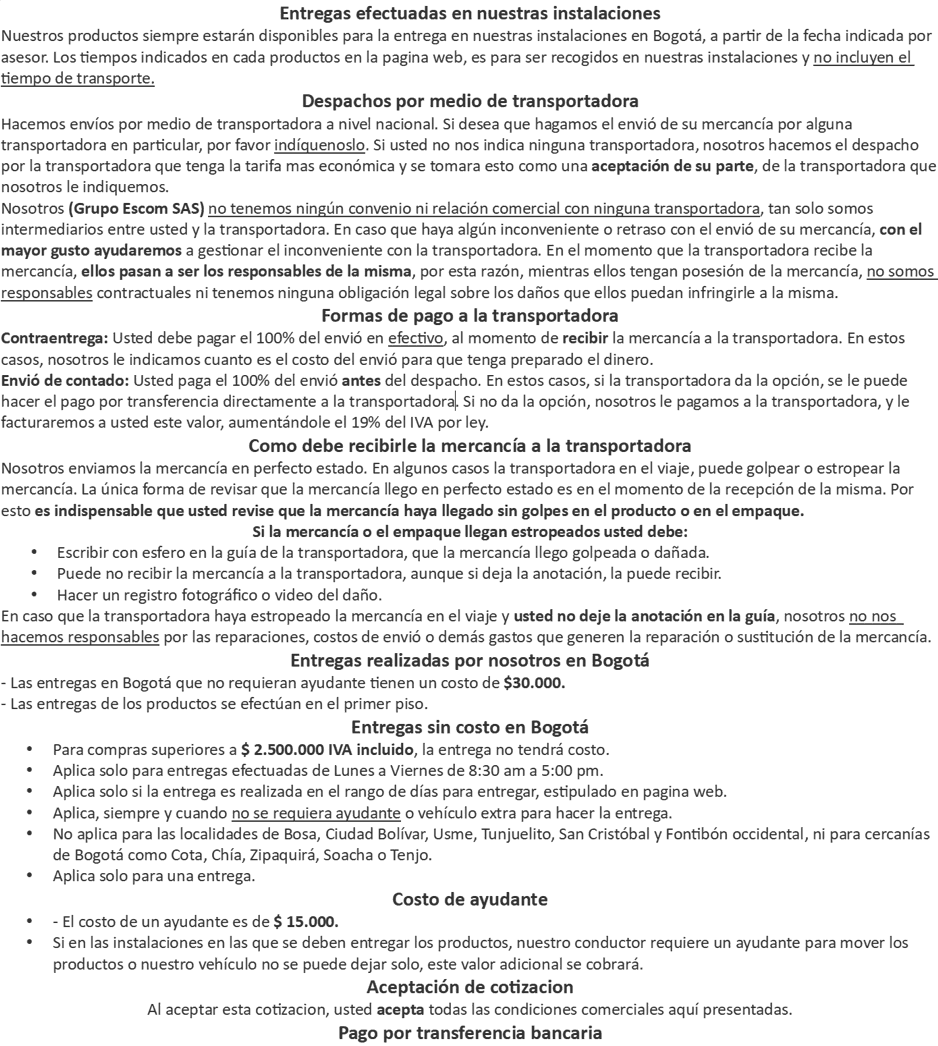 Entregas efectuadas en nuestras instalaciones
Nuestros productos siempre estarán disponibles para la entrega en nuestras instalaciones en Bogotá, a partir de la fecha indicada por
asesor. Los tiempos indicados en cada productos en la pagina web, es para ser recogidos en nuestras instalaciones y no incluyen el
tiempo de transporte.
Despachos por medio de transportadora
Hacemos envíos por medio de transportadora a nivel nacional. Si desea que hagamos el envió de su mercancía por alguna
transportadora en particular, por favor indíquenoslo. Si usted no nos indica ninguna transportadora, nosotros hacemos el despacho
por la transportadora que tenga la tarifa mas económica y se tomara esto como una aceptación de su parte, de la transportadora que
nosotros le indiquemos.
Nosotros (Grupo Escom SAS) no tenemos ningún convenio ni relación comercial con ninguna transportadora, tan solo somos
intermediarios entre usted y la transportadora. En caso que haya algún inconveniente o retraso con el envió de su mercancía, con el
mayor gusto ayudaremos a gestionar el inconveniente con la transportadora. En el momento que la transportadora recibe la
mercancía, ellos pasan a ser los responsables de la misma, por esta razón, mientras ellos tengan posesión de la mercancía, no somos
responsables contractuales ni tenemos ninguna obligación legal sobre los daños que ellos puedan infringirle a la misma.
Formas de pago a la transportadora
Contraentrega: Usted debe pagar el 100% del envió en efectivo, al momento de recibir la mercancía a la transportadora. En estos
casos, nosotros le indicamos cuanto es el costo del envió para que tenga preparado el dinero.
Envió de contado: Usted paga el 100% del envió antes del despacho. En estos casos, si la transportadora da la opción, se le puede
hacer el pago por transferencia directamente a la transportadora. Si no da la opción, nosotros le pagamos a la transportadora, y le
facturaremos a usted este valor, aumentándole el 19% del IVA por ley.
Como debe recibirle la mercancía a la transportadora
Nosotros enviamos la mercancía en perfecto estado. En algunos casos la transportadora en el viaje, puede golpear o estropear la
mercancía. La única forma de revisar que la mercancía llego en perfecto estado es en el momento de la recepción de la misma. Por
esto es indispensable que usted revise que la mercancía haya llegado sin golpes en el producto o en el empaque.
Si la mercancía o el empaque llegan estropeados usted debe:
• Escribir con esfero en la guía de la transportadora, que la mercancía llego golpeada o dañada.
• Puede no recibir la mercancía a la transportadora, aunque si deja la anotación, la puede recibir.
• Hacer un registro fotográfico o video del daño.
En caso que la transportadora haya estropeado la mercancía en el viaje y usted no deje la anotación en la guía, nosotros no nos
hacemos responsables por las reparaciones, costos de envió o demás gastos que generen la reparación o sustitución de la mercancía.
Entregas realizadas por nosotros en Bogotá
- Las entregas en Bogotá que no requieran ayudante tienen un costo de $30.000.
- Las entregas de los productos se efectúan en el primer piso.
Entregas sin costo en Bogotá
• Para compras superiores a $ 2.500.000 IVA incluido, la entrega no tendrá costo.
• Aplica solo para entregas efectuadas de Lunes a Viernes de 8:30 am a 5:00 pm.
• Aplica solo si la entrega es realizada en el rango de días para entregar, estipulado en pagina web.
• Aplica, siempre y cuando no se requiera ayudante o vehículo extra para hacer la entrega.
• No aplica para las localidades de Bosa, Ciudad Bolívar, Usme, Tunjuelito, San Cristóbal y Fontibón occidental, ni para cercanías
de Bogotá como Cota, Chía, Zipaquirá, Soacha o Tenjo.
• Aplica solo para una entrega.
Costo de ayudante
• - El costo de un ayudante es de $ 15.000.
• Si en las instalaciones en las que se deben entregar los productos, nuestro conductor requiere un ayudante para mover los
productos o nuestro vehículo no se puede dejar solo, este valor adicional se cobrará.
Aceptación de cotizacion
Al aceptar esta cotizacion, usted acepta todas las condiciones comerciales aquí presentadas.
Pago por transferencia bancaria